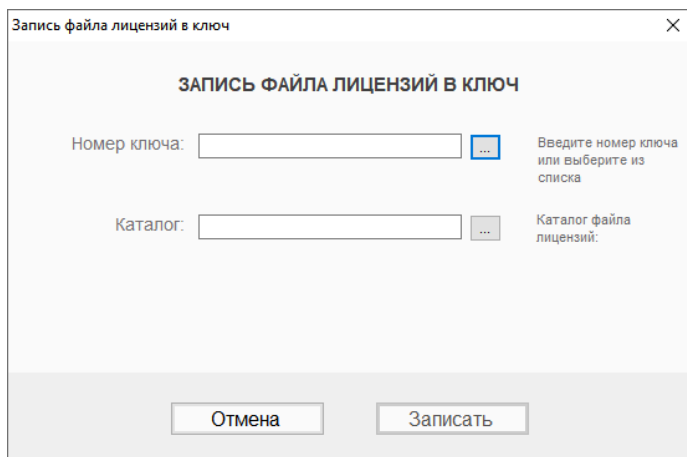 Запись файла лицензий в ключ
ЗАПИСЬ ФАЙЛА ЛИЦЕНЗИЙ В КЛЮЧ
Номер ключа:
...
Введите номер ключа
или выберите из
списка
Каталог:
...
Каталог файла
лицензий:
Отмена
Записать